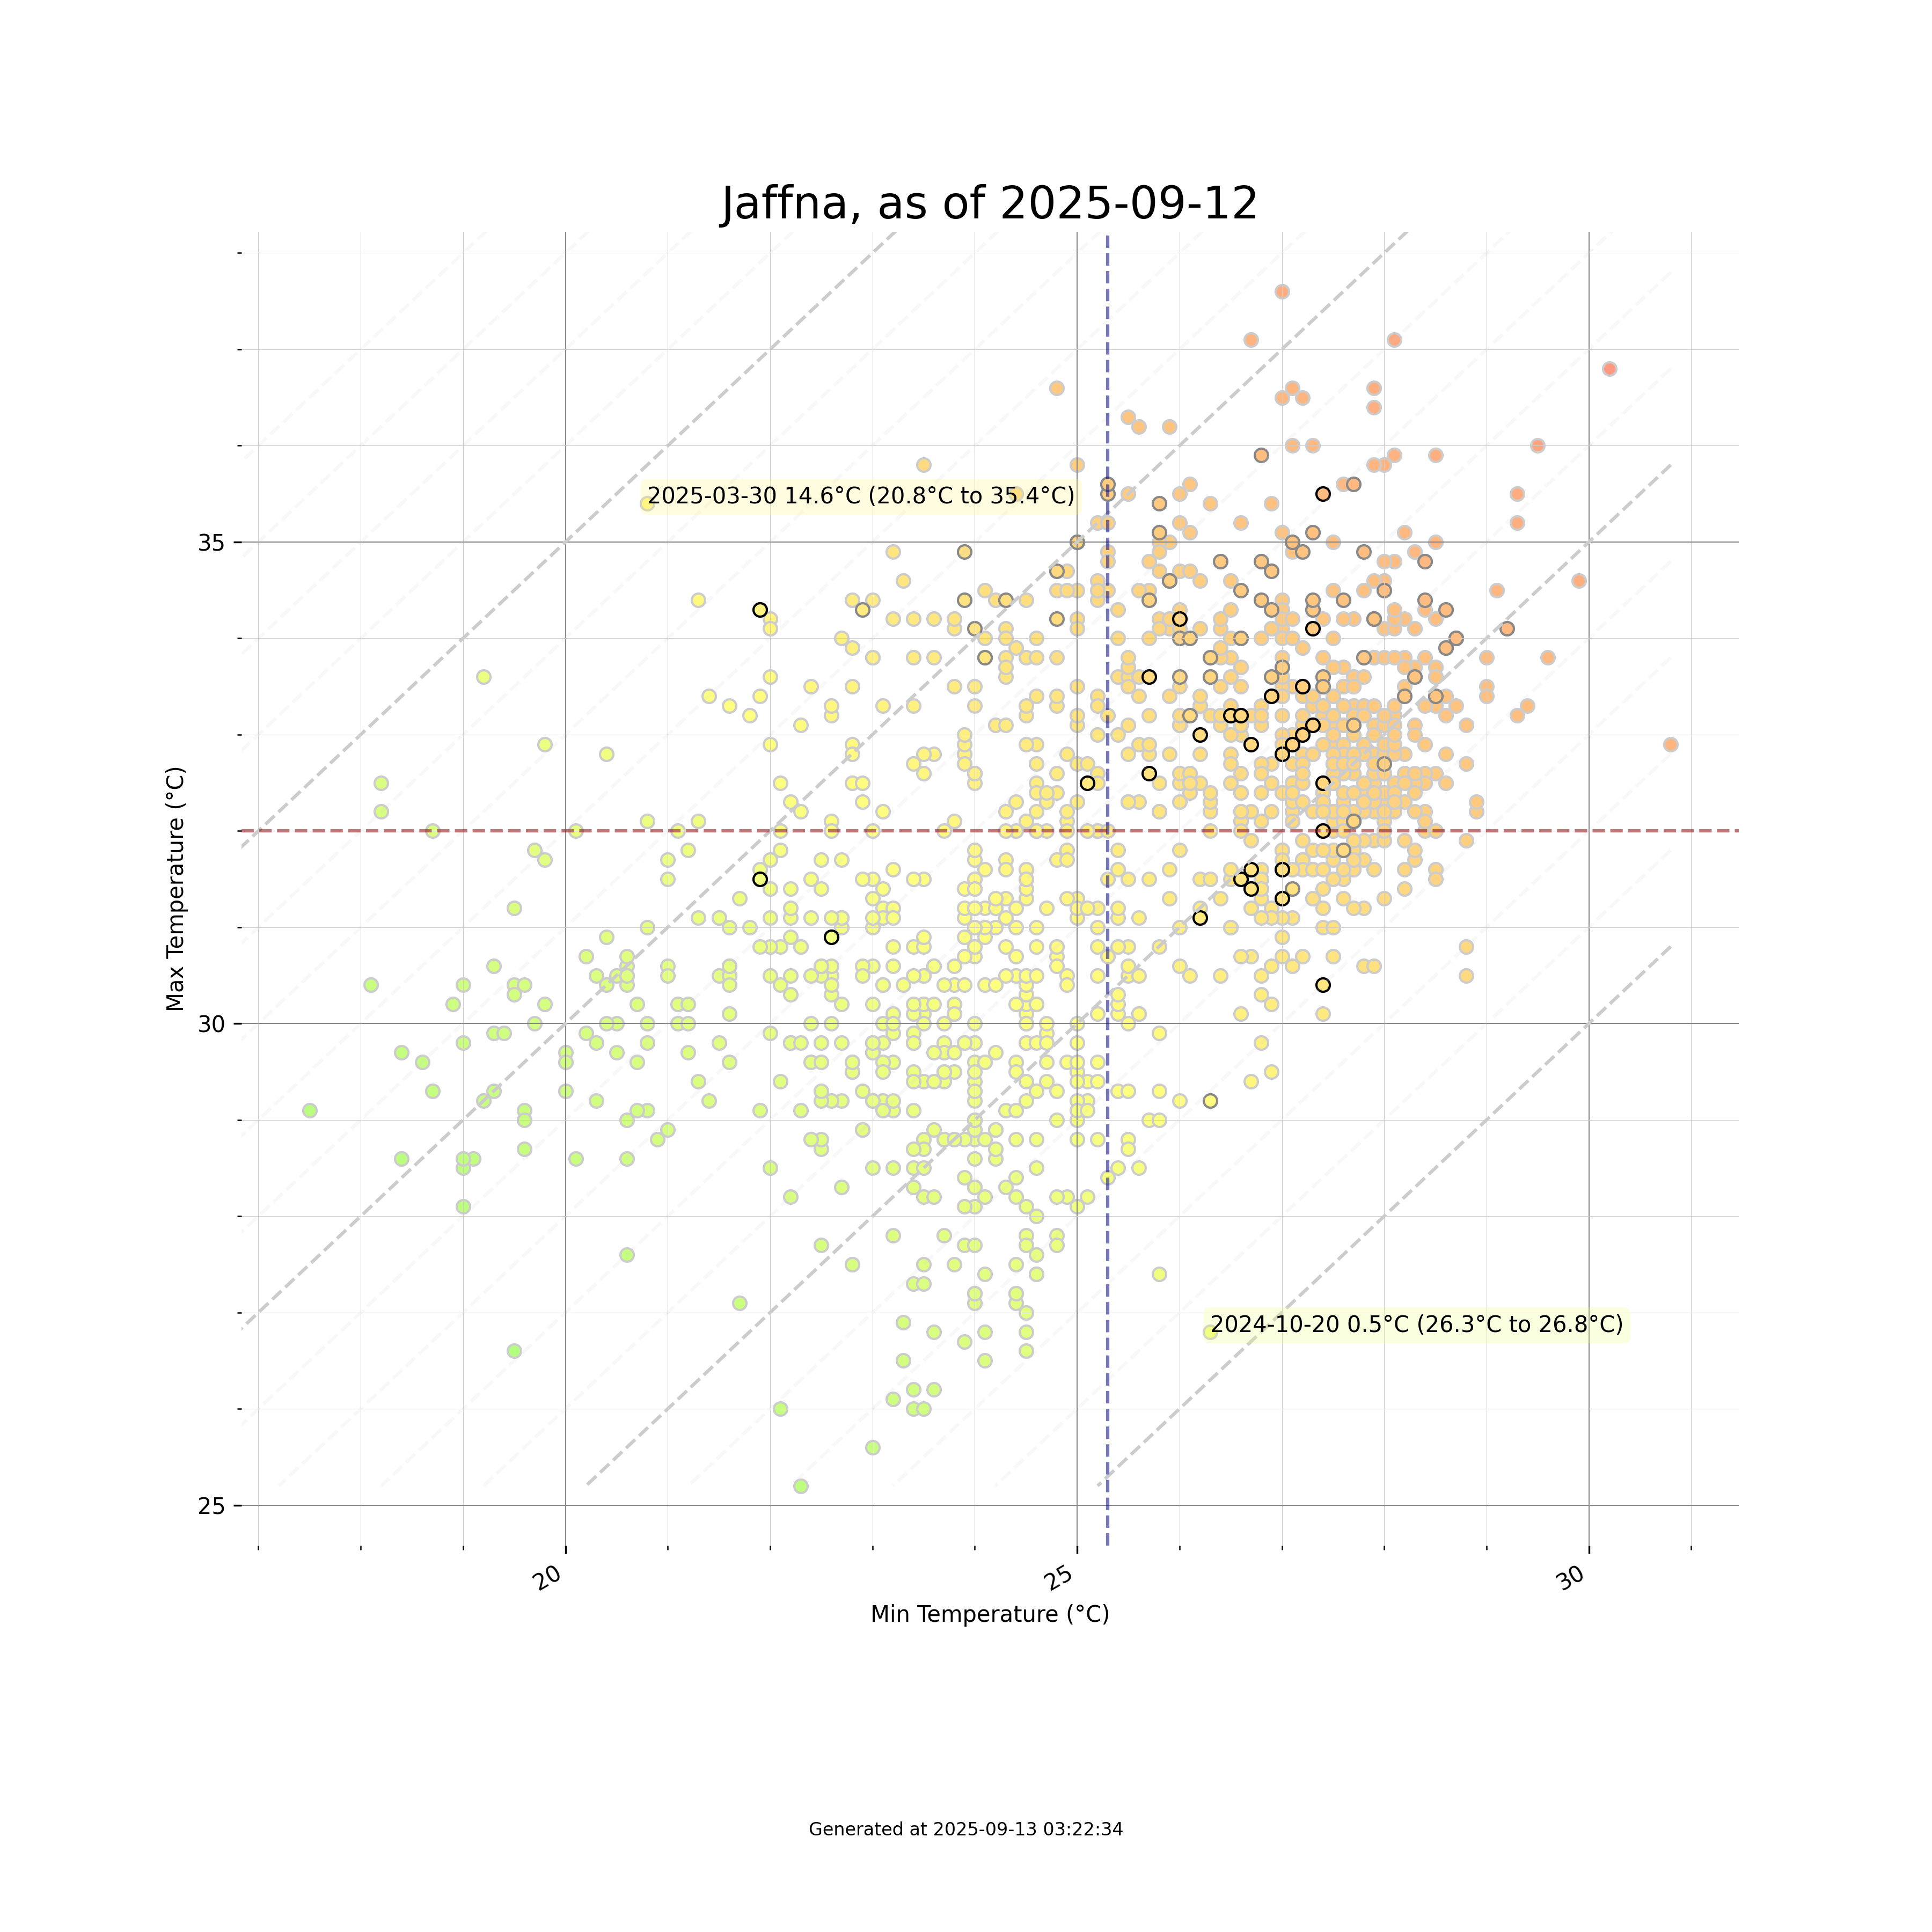 Jaffna, as of 2025-09-12
Max Temperature (°C)
35
30
25
2025-03-30 14.6°C (20.8°C to 35.4°C)
2024-10-20 0.5°C (26.3°C to 26.8°C)
20
25
30
Min Temperature (°C)
Generated at 2025-09-13 03:22:34